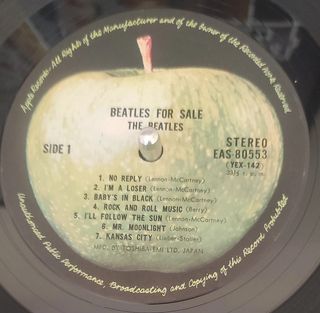 Apple Records-All Rights of the Manufacturer and of the Owner of the Recorded Work Reserved.
BEATLES FOR SALE
THE BEATLES
SIDE 1
STEREO
EAS-80553
(YEX-142)
33⅓ r.p.m.
1. NO REPLY (Lennon-McCartney)
2. I'M A LOSER (Lennon-McCartney)
3. BABY'S IN BLACK (Lennon-McCartney)
4. ROCK AND ROLL MUSIC (Berry)
5. I'LL FOLLOW THE SUN (Lennon-McCartney)
6. MR. MOONLIGHT (Johnson)
7. KANSAS CITY (Lieber-Stoller)
MFG. BY TOSHIBA-EMI LTD. JAPAN
Unauthorised Public Performance, Broadcasting and Copying of this Record Prohibited